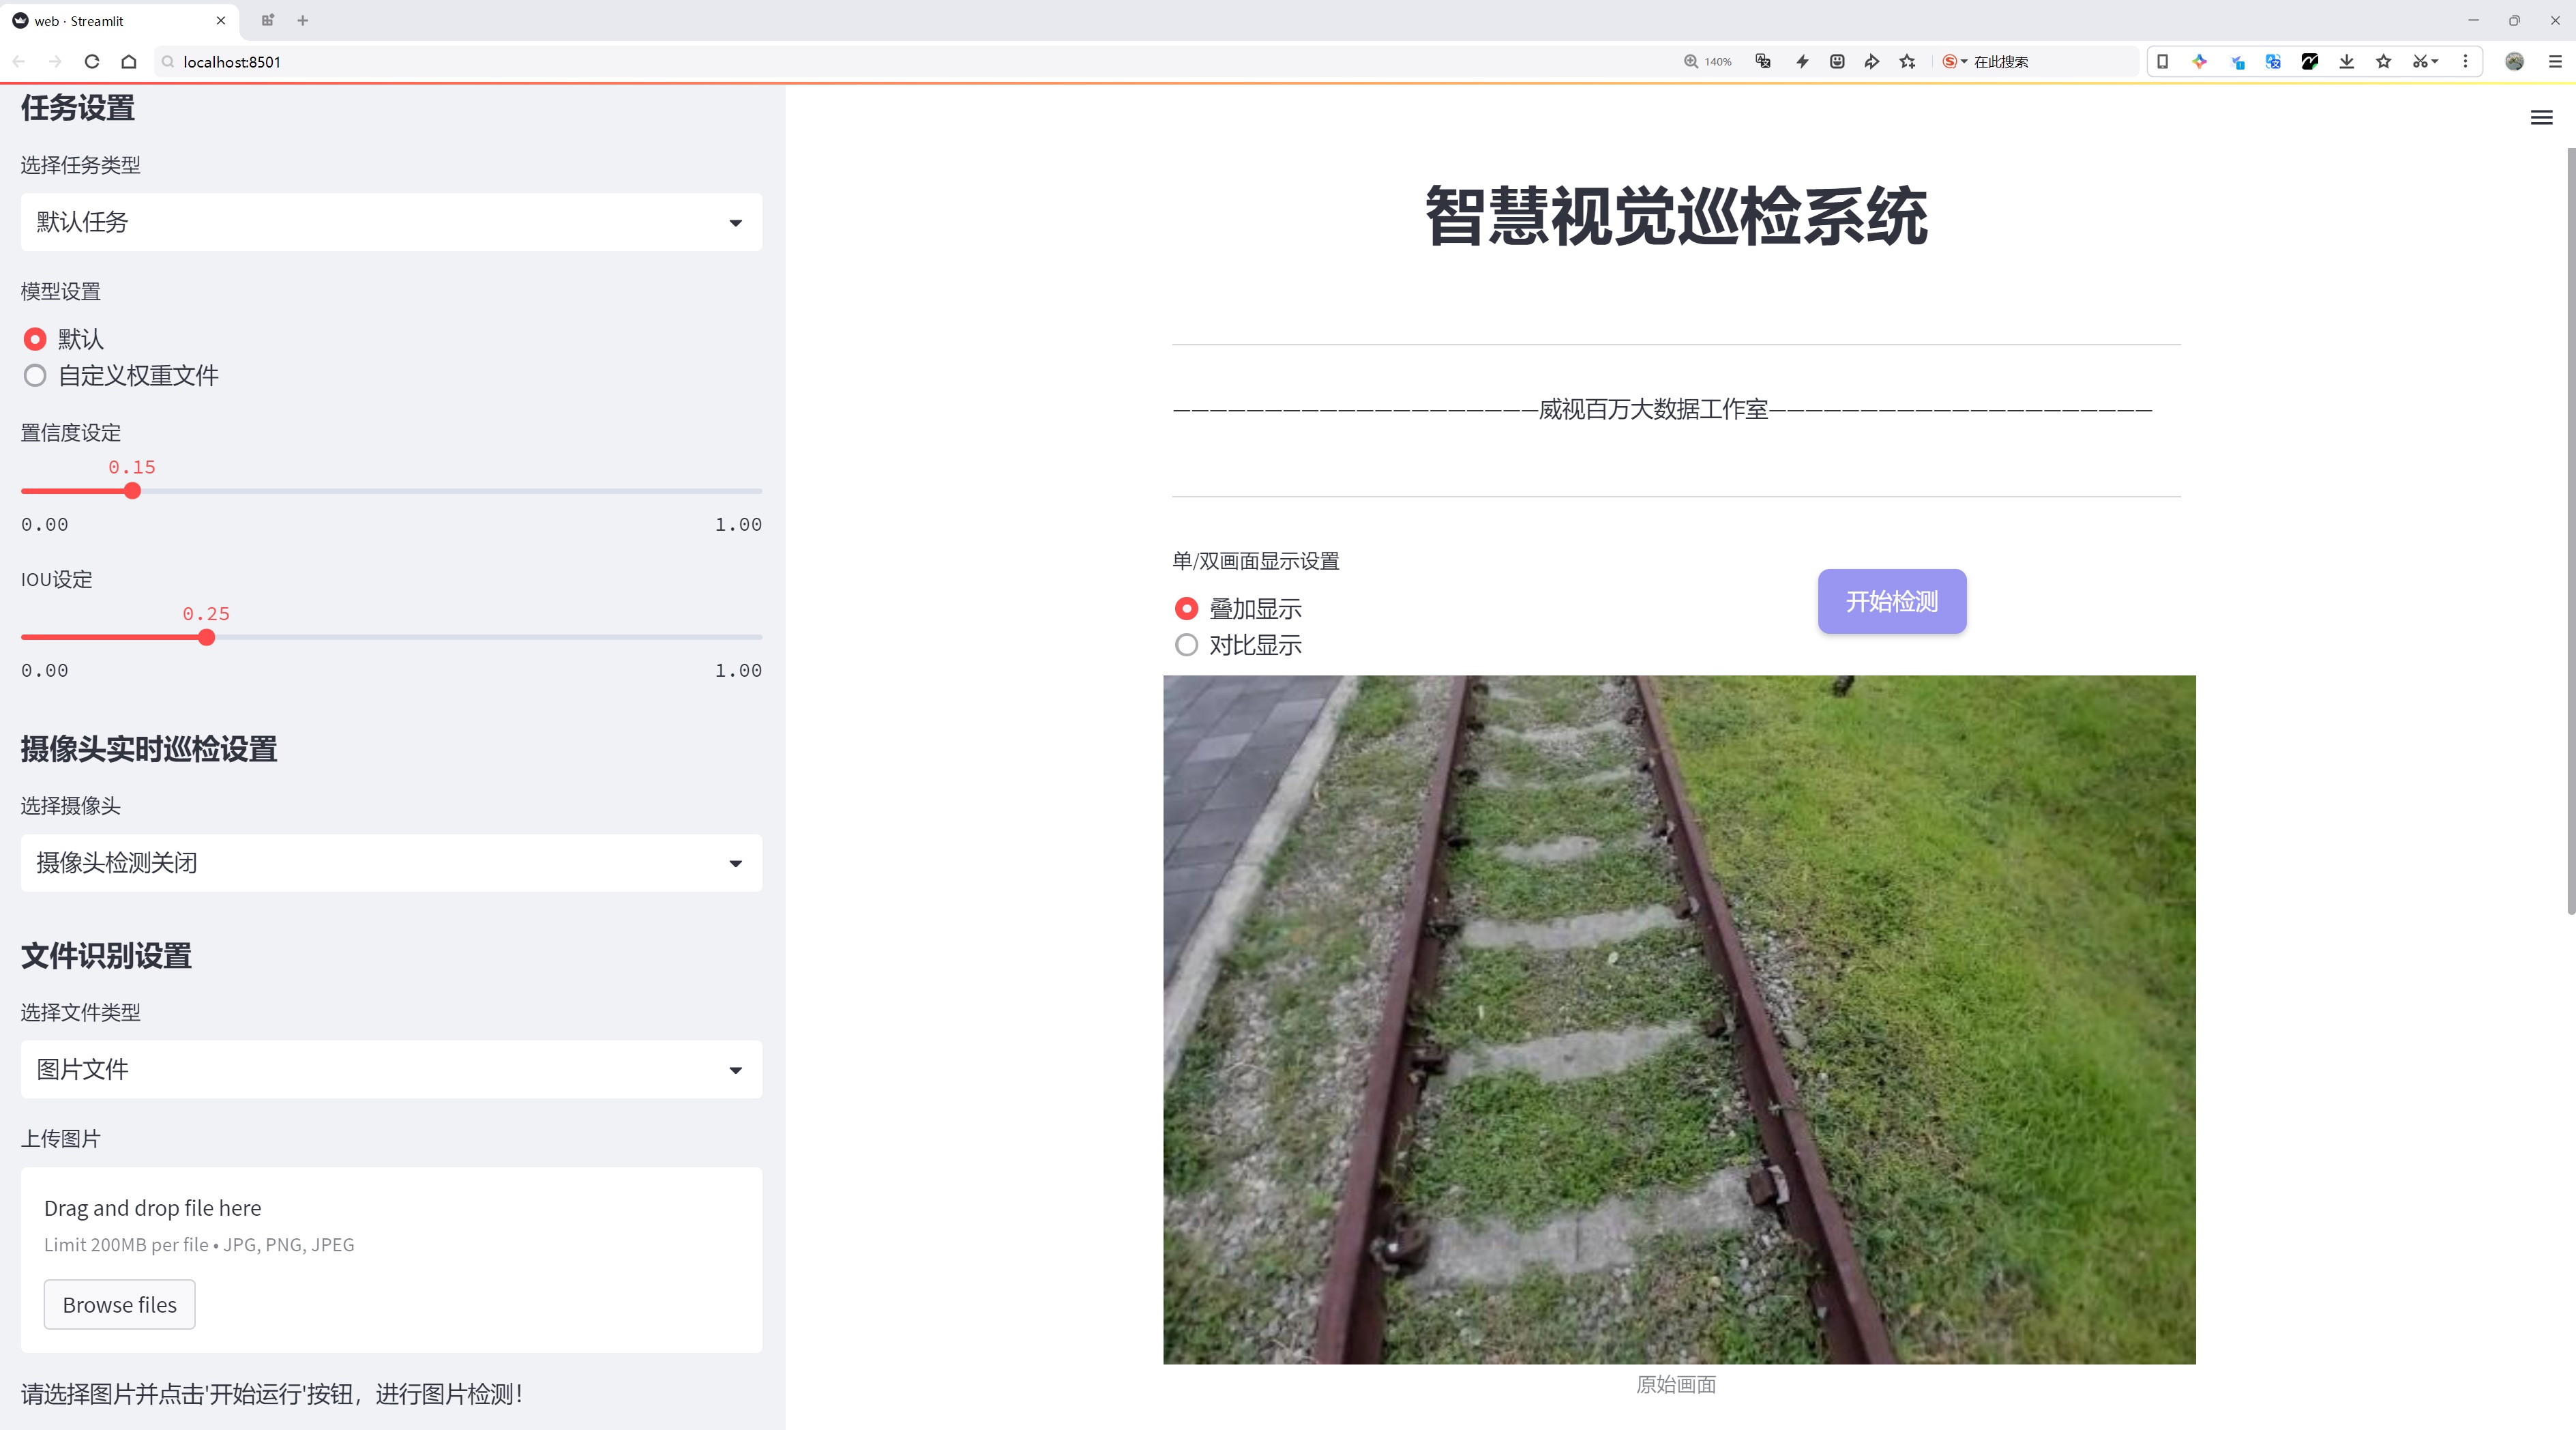 web · Streamlit
localhost:8501
140%
在此搜索
任务设置
选择任务类型
默认任务
模型设置
默认
自定义权重文件
置信度设定
0.15
0.00
1.00
IOU设定
0.25
0.00
1.00
摄像头实时巡检设置
选择摄像头
摄像头检测关闭
文件识别设置
选择文件类型
图片文件
上传图片
Drag and drop file here
Limit 200MB per file • JPG, PNG, JPEG
Browse files
请选择图片并点击'开始运行'按钮，进行图片检测！
智慧视觉巡检系统
————————————————————威视百万大数据工作室—————————————————————
单/双画面显示设置
叠加显示
对比显示
开始检测
原始画面